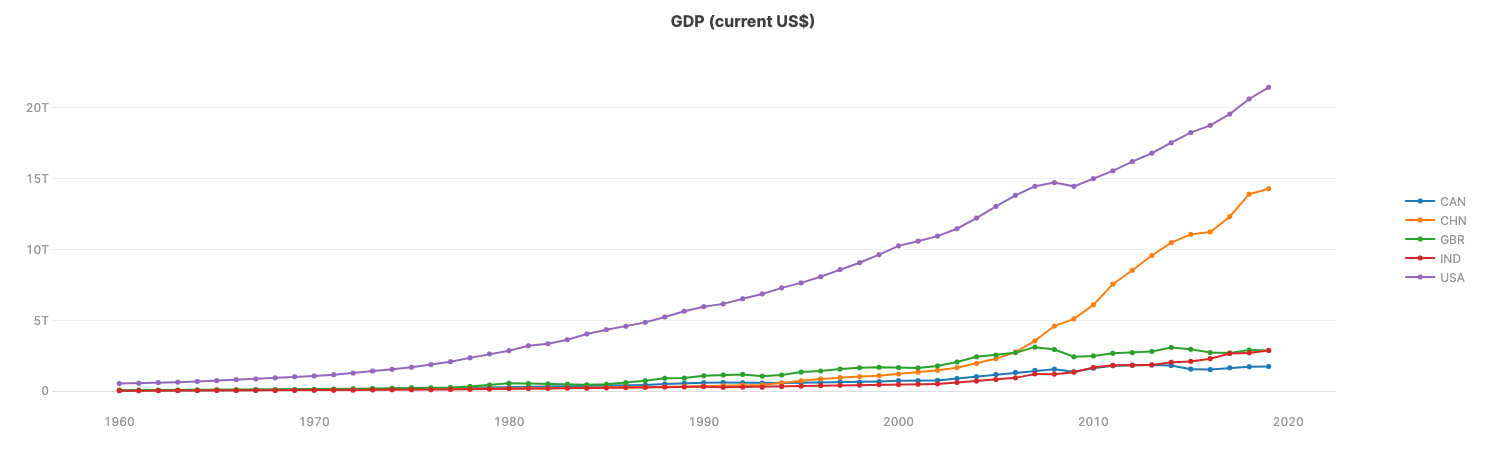 GDP (current US$)
20T
15T
10T
5T
0
1960 1970 1980 1990 2000 2010 2020
CAN
CHN
GBR
IND
USA